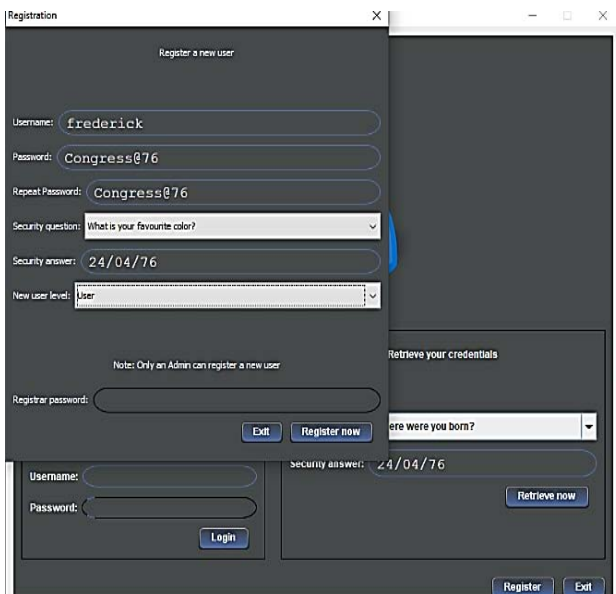 Registration
Register a new user
Username: frederick
Password: Congress@76
Repeat Password: Congress@76
Security question: What is your favourite color?
Security answer: 24/04/76
New user level: User
Note: Only an Admin can register a new user
Registrar password:
Exit Register now
Retrieve your credentials
ere were you born?
Security answer: 24/04/76
Retrieve now
Username:
Password:
Login
Register Exit